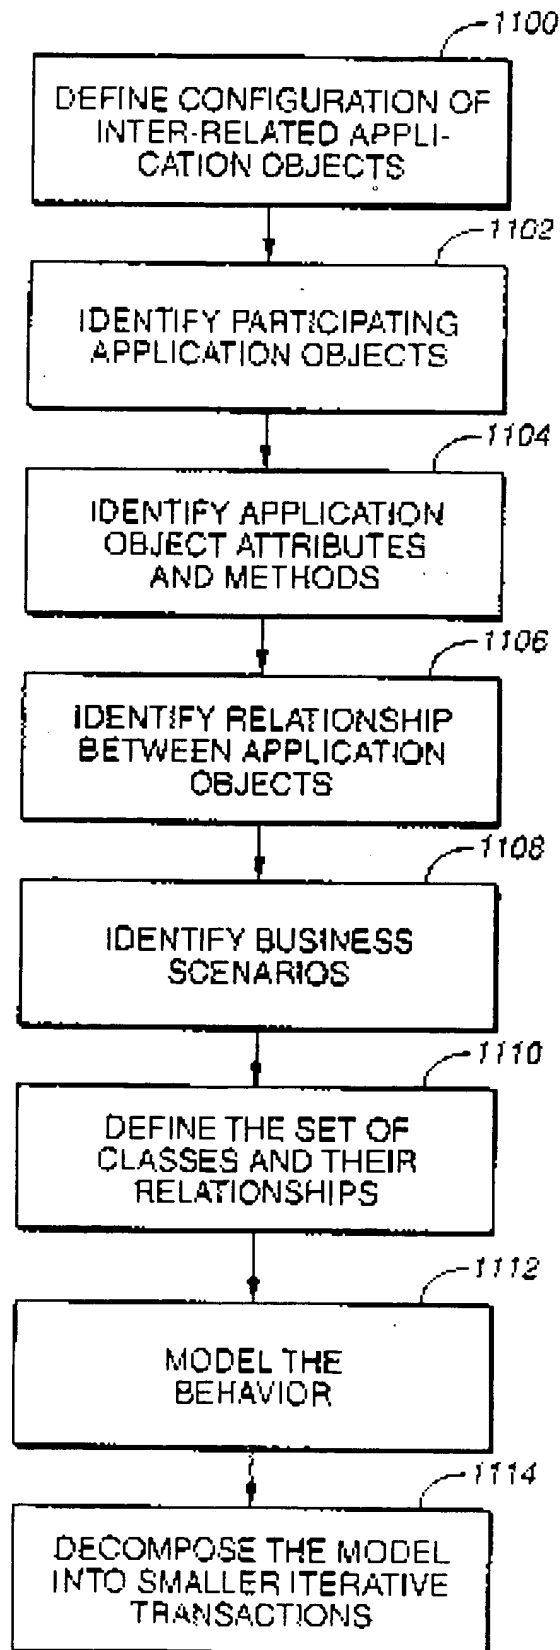 1100
DEFINE CONFIGURATION OF
INTER-RELATED APPLI-
CATION OBJECTS
1102
IDENTIFY PARTICIPATING
APPLICATION OBJECTS
1104
IDENTIFY APPLICATION
OBJECT ATTRIBUTES
AND METHODS
1106
IDENTIFY RELATIONSHIP
BETWEEN APPLICATION
OBJECTS
1108
IDENTIFY BUSINESS
SCENARIOS
1110
DEFINE THE SET OF
CLASSES AND THEIR
RELATIONSHIPS
1112
MODEL THE
BEHAVIOR
1114
DECOMPOSE THE MODEL
INTO SMALLER ITERATIVE
TRANSACTIONS